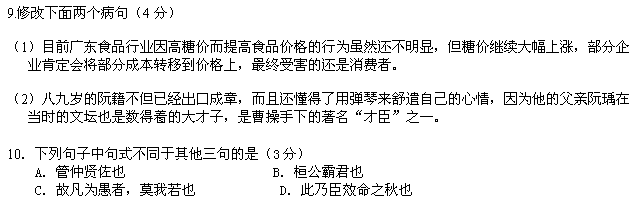 9.修改下面两个病句（4 分）
（1）目前广东食品行业因高糖价而提高食品价格的行为虽然还不明显，但糖价继续大幅上涨，部分企
业肯定会将部分成本转移到价格上，最终受害的还是消费者。
（2）八九岁的阮籍不但已经出口成章，而且还懂得了用弹琴来舒遣自己的心情，因为他的父亲阮瑀在
当时的文坛也是数得着的大才子，是曹操手下的著名“才臣”之一。
10. 下列句子中句式不同于其他三句的是（3 分）
A. 管仲贤佐也 B. 桓公霸君也
C. 故凡为愚者，莫我若也 D. 此乃臣效命之秋也